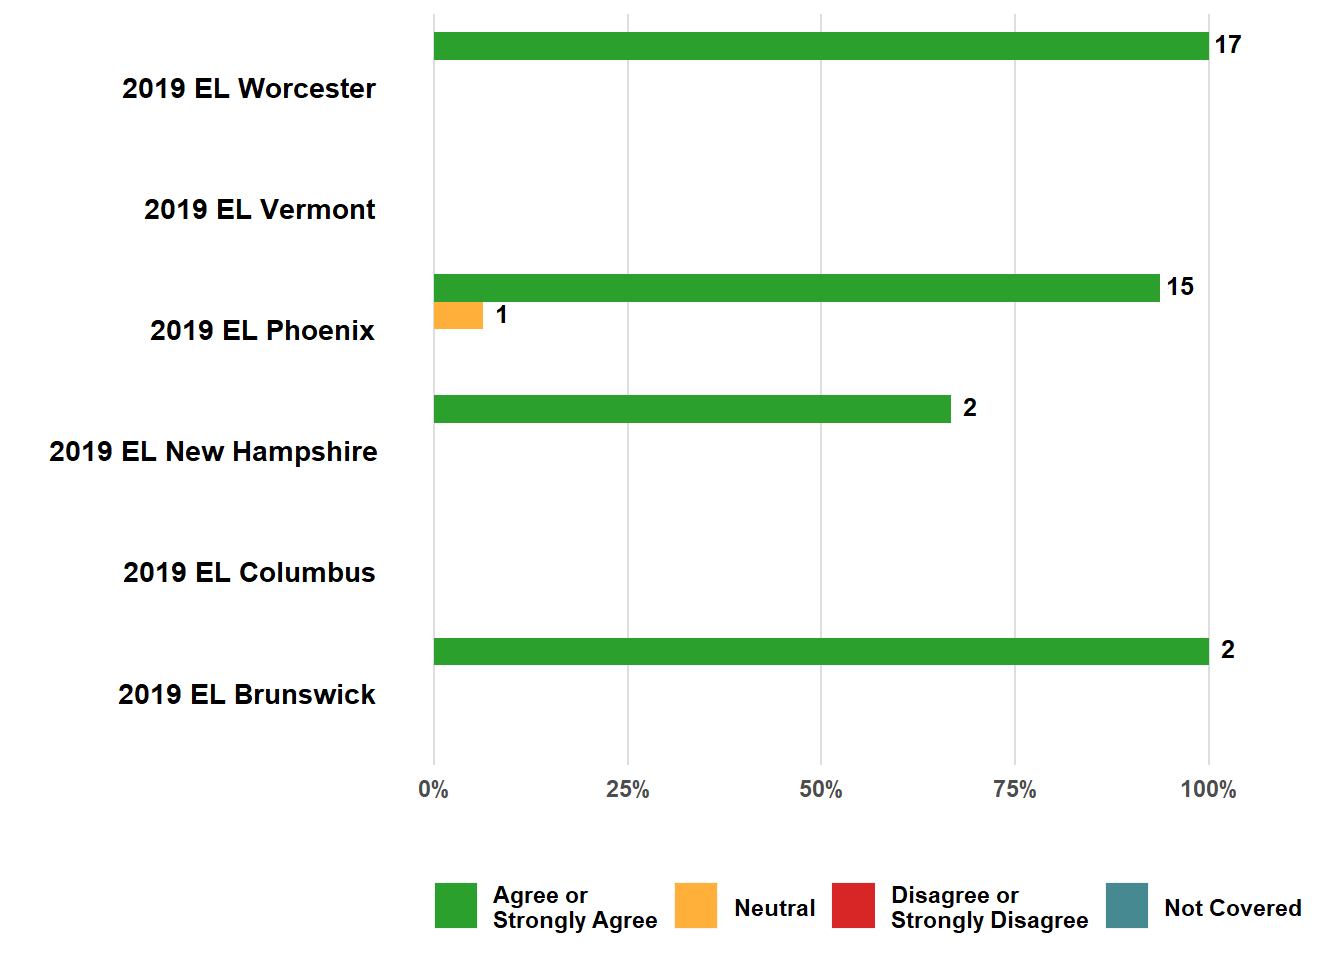 17
2019 EL Worcester
2019 EL Vermont
15
1
2019 EL Phoenix
2
2019 EL New Hampshire
2019 EL Columbus
2
2019 EL Brunswick
0% 25% 50% 75% 100%
Agree or
Strongly Agree
Neutral
Disagree or
Strongly Disagree
Not Covered